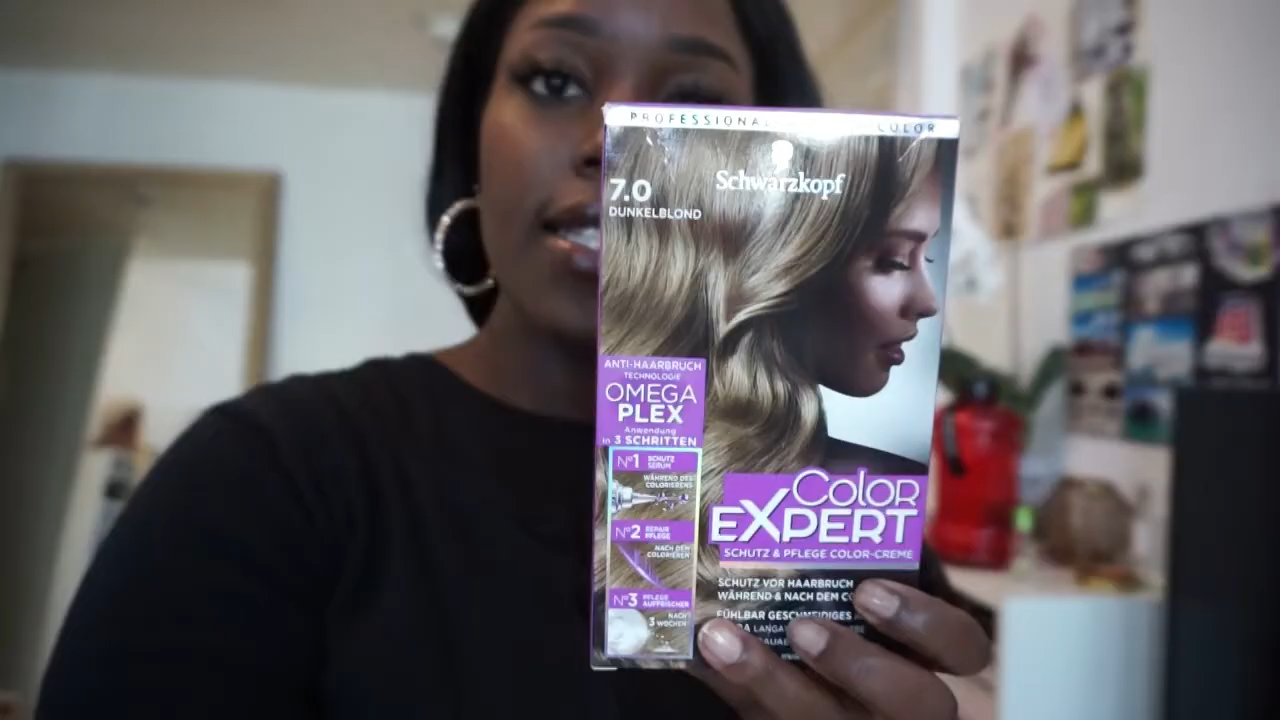 PROFESSIONAL COLOR
Schwarzkopf
7.0
DUNKELBLOND
ANTI-HAARBRUCH
TECHNOLOGIE
OMEGA
PLEX
Anwendung
in 3 SCHRITTEN
Nº1 SCHUTZ
SERUM
WÄHREND DES
COLORIERENS
Nº2 REPAIR
PFLEGE
NACH DEM
COLORIEREN
Nº3 PFLEGE
AUFFRISCHER
NACH
3 WOCHEN
Color
EXPERT
SCHUTZ & PFLEGE COLOR-CREME
SCHUTZ VOR HAARBRUCH
WÄHREND & NACH DEM
FÜHLBAR GESCHMEIDIGES